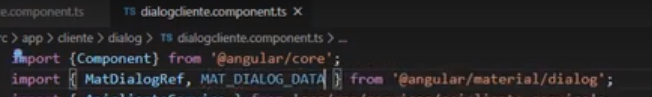 e.component.ts TS dialogcliente.component.ts ×
rc > app > cliente > dialog > TS dialogcliente.component.ts > ...
import {Component} from '@angular/core';
import { MatDialogRef, MAT_DIALOG_DATA } from '@angular/material/dialog';